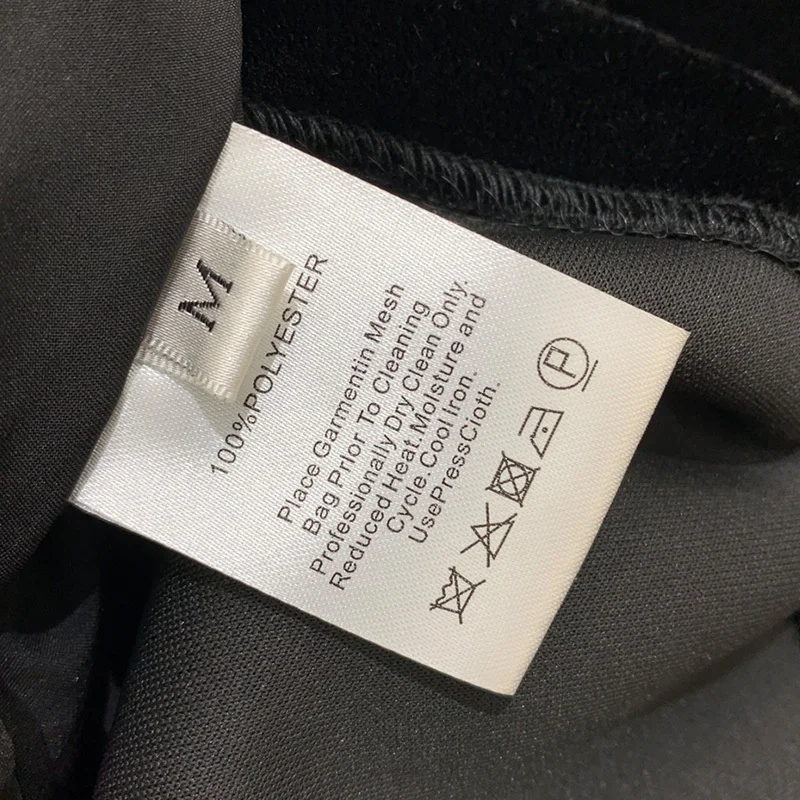 M
100%POLYESTER
Place Garmentin Mesh
Bag Prior To Cleaning
Professionally Dry Clean Only.
Reduced Heat.Molsture and
Cycle.Cool Iron.
UsePressCloth.
P